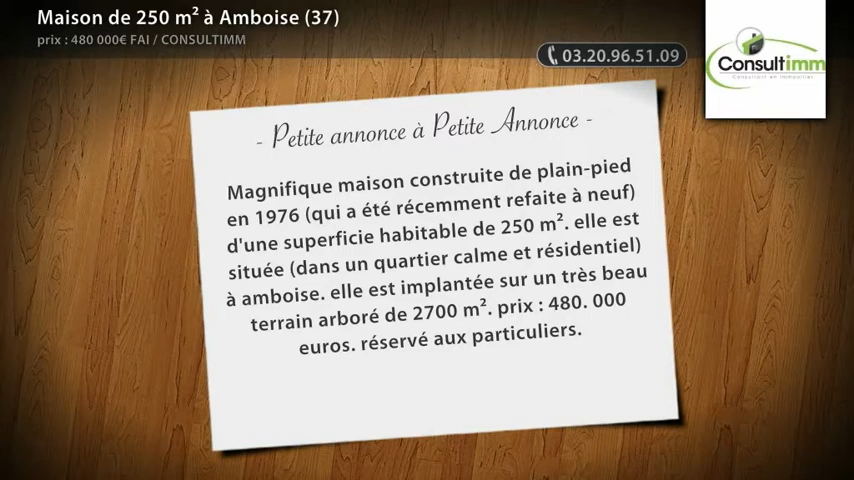 Maison de 250 m² à Amboise (37)
prix : 480 000€ FAI / CONSULTIMM
03.20.96.51.09
Consultimm
Consultant en Immobilier
- Petite annonce à Petite Annonce -
Magnifique maison construite de plain-pied
en 1976 (qui a été récemment refaite à neuf)
d'une superficie habitable de 250 m². elle est
située (dans un quartier calme et résidentiel)
à amboise. elle est implantée sur un très beau
terrain arboré de 2700 m². prix : 480. 000
euros. réservé aux particuliers.